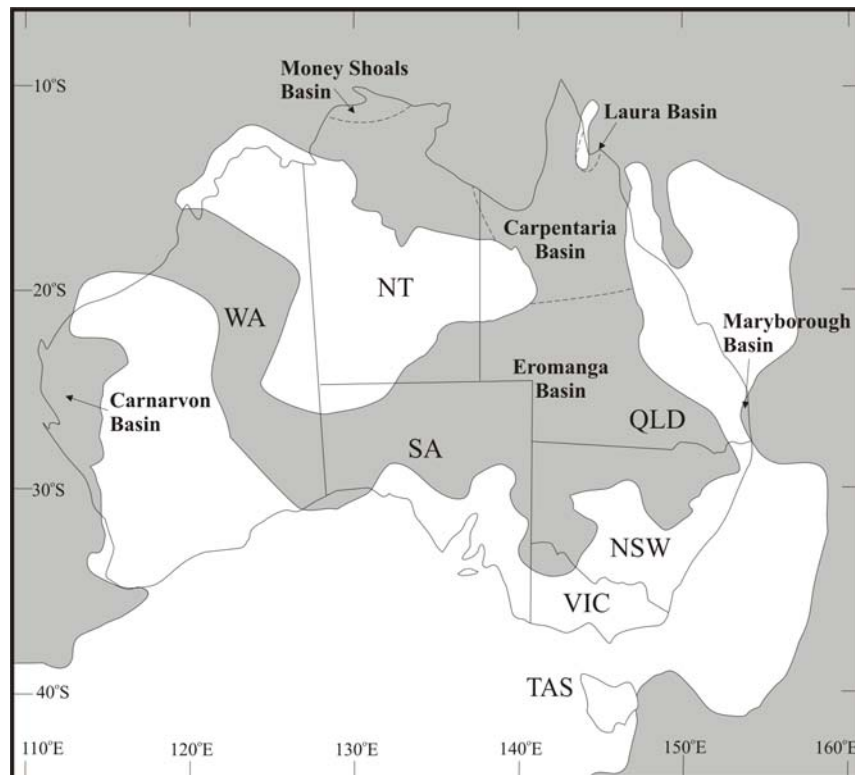 Money Shoals
Basin
10°S
Laura Basin
Carpentaria
Basin
NT
20°S
WA
Maryborough
Basin
Eromanga
Basin
Carnarvon
Basin
QLD
SA
30°S
NSW
VIC
TAS
40°S
110°E
120°E
130°E
140°E
150°E
160°E